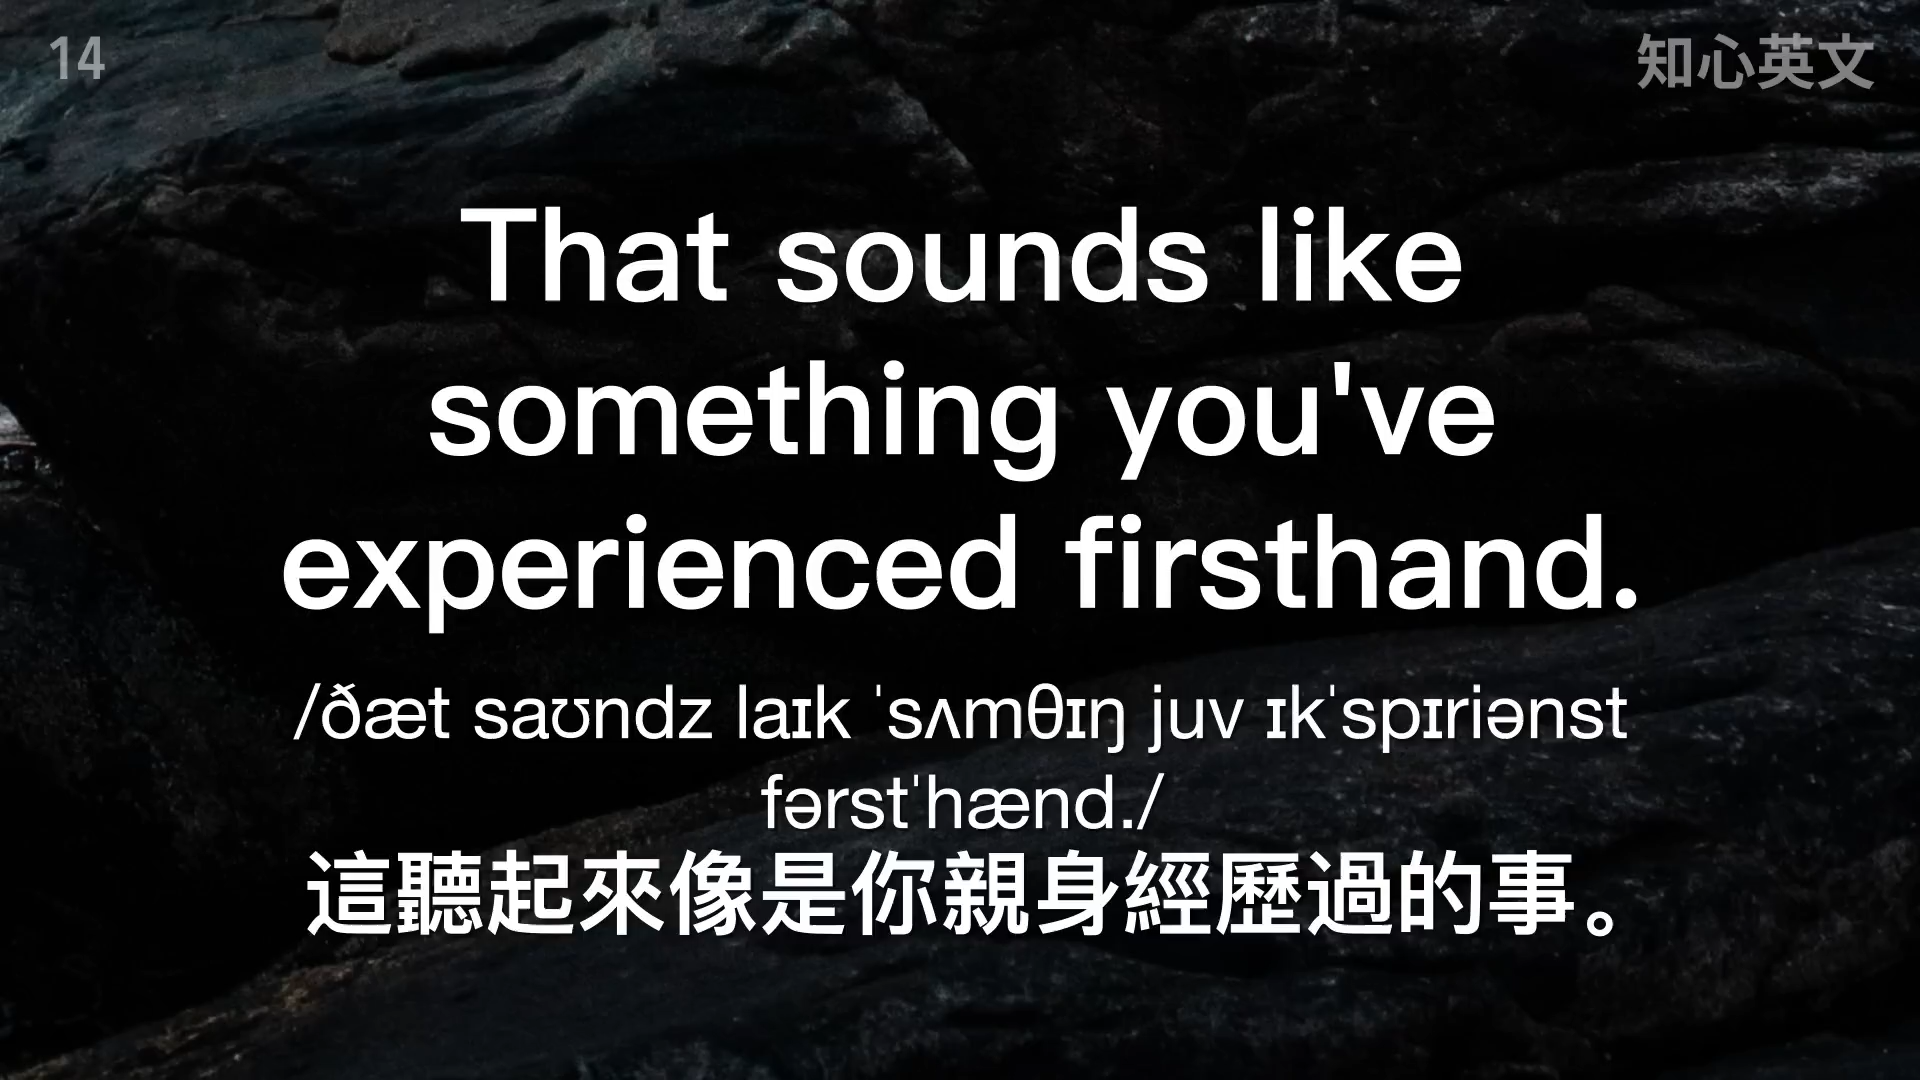 14
知心英文
That sounds like
something you've
experienced firsthand.
/ðæt saʊndz laɪk ˈsʌmθɪŋ juv ɪkˈspɪriənst
fərstˈhænd./
這聽起來像是你親身經歷過的事。